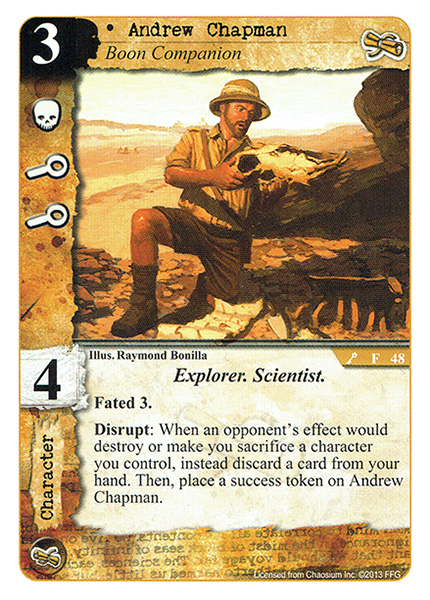 3
• Andrew Chapman
Boon Companion
Illus. Raymond Bonilla
F 48
4
Character
Explorer. Scientist.
Fated 3.
Disrupt: When an opponent's effect would
destroy or make you sacrifice a character
you control, instead discard a card from your
hand. Then, place a success token on Andrew
Chapman.
Licensed from Chaosium Inc. ©2013 FFG